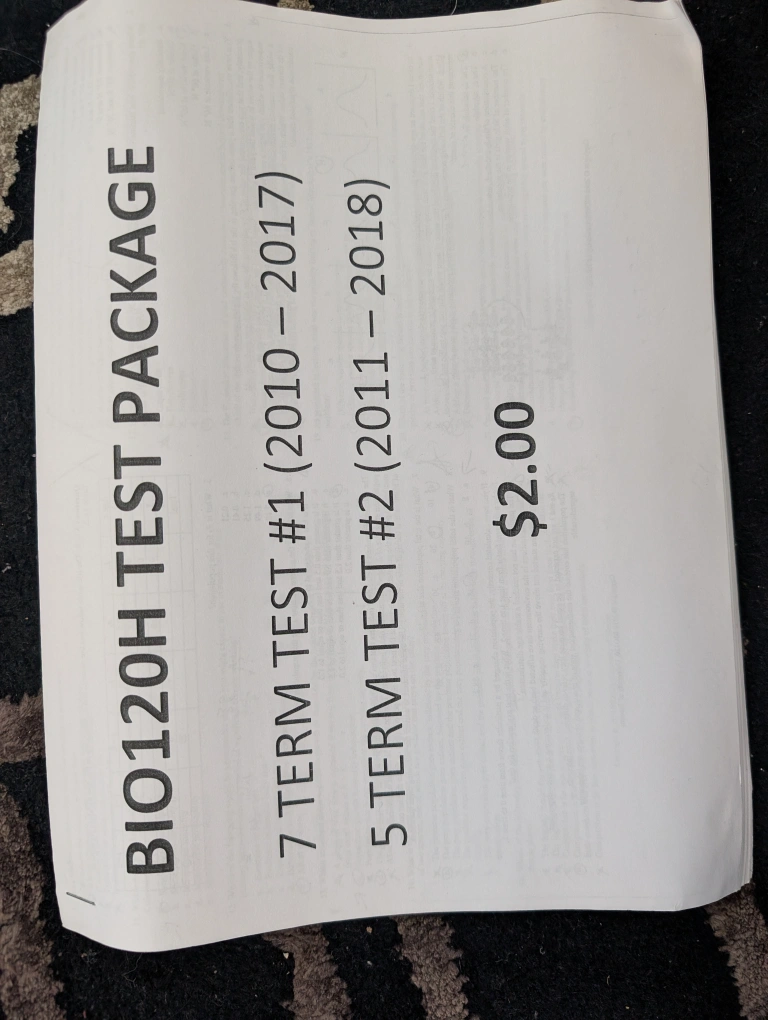 BIO120H TEST PACKAGE
7 TERM TEST #1 (2010 – 2017)
5 TERM TEST #2 (2011 – 2018)
$2.00